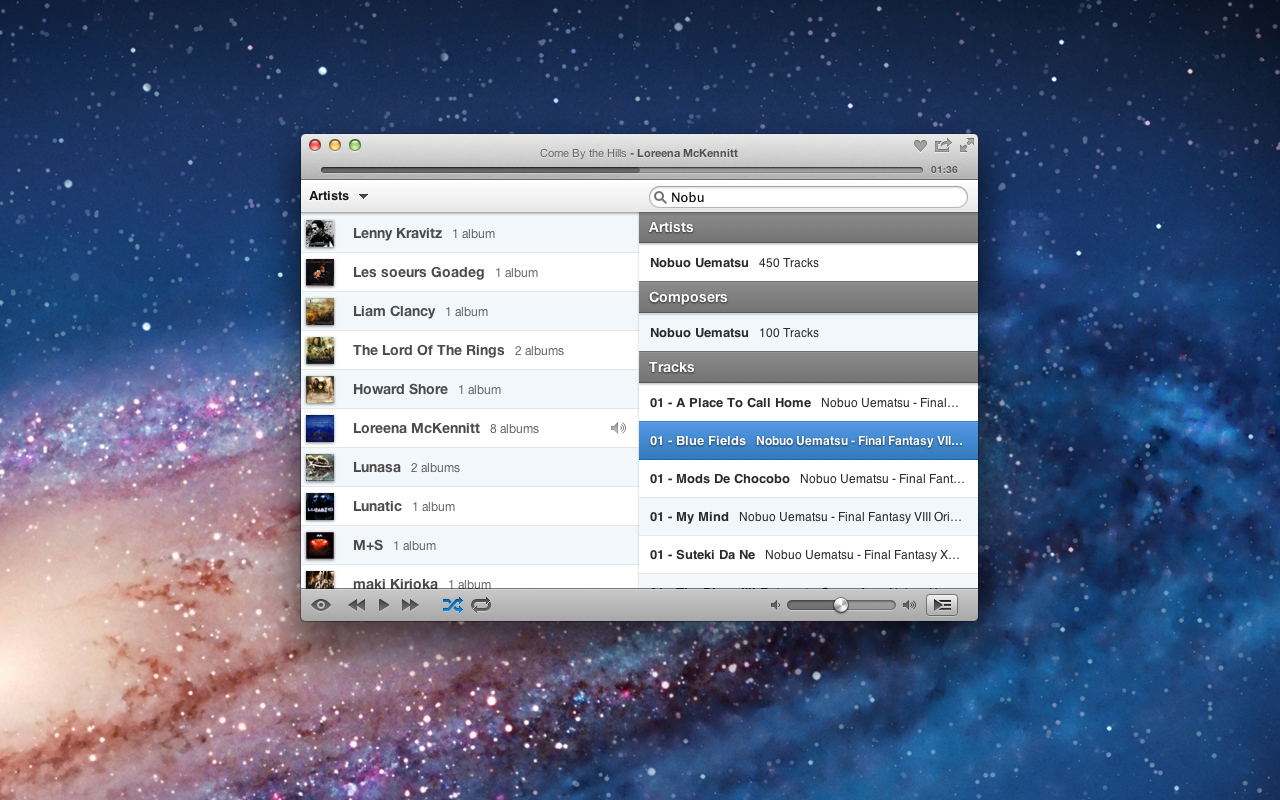 Come By the Hills - Loreena McKennitt
01:36
Artists
Nobu
Lenny Kravitz 1 album
Les soeurs Goadeg 1 album
Liam Clancy 1 album
The Lord Of The Rings 2 albums
Howard Shore 1 album
Loreena McKennitt 8 albums
Lunasa 2 albums
Lunatic 1 album
M+S 1 album
maki Kirioka 1 album
Artists
Nobuo Uematsu 450 Tracks
Composers
Nobuo Uematsu 100 Tracks
Tracks
01 - A Place To Call Home Nobuo Uematsu - Final…
01 - Blue Fields Nobuo Uematsu - Final Fantasy VII…
01 - Mods De Chocobo Nobuo Uematsu - Final Fant…
01 - My Mind Nobuo Uematsu - Final Fantasy VIII Ori…
01 - Suteki Da Ne Nobuo Uematsu - Final Fantasy X…